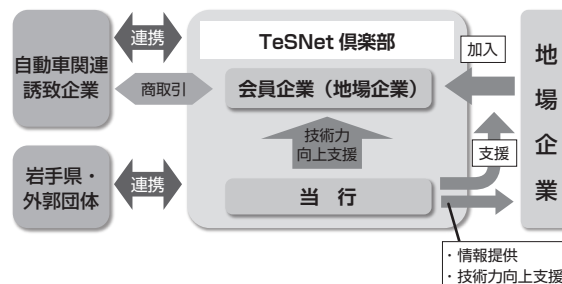 自動車関連
誘致企業
連携
商取引
岩手県・
外郭団体
連携
TeSNet 倶楽部
会員企業（地場企業）
技術力
向上支援
当　行
加入
支援
地場企業
・情報提供
・技術力向上支援